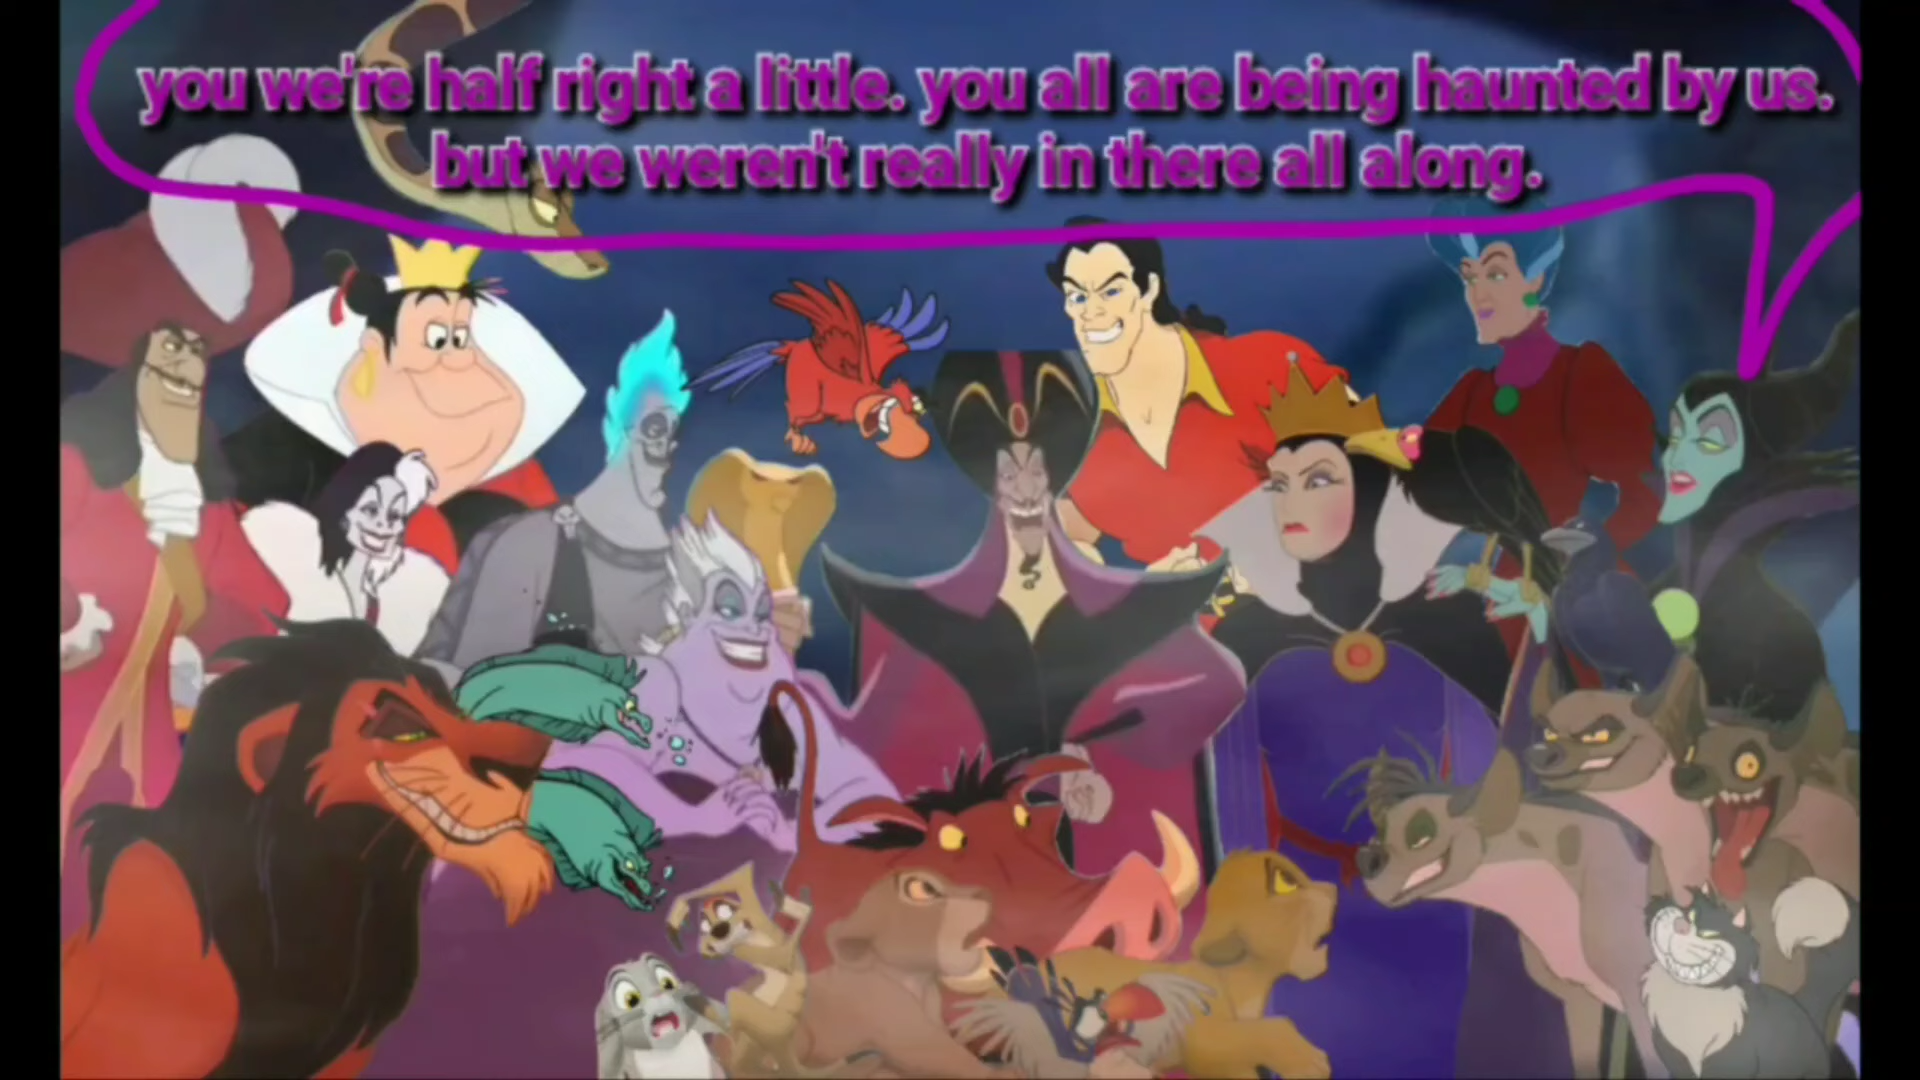 you we're half right a little. you all are being haunted by us.
but we weren't really in there all along.